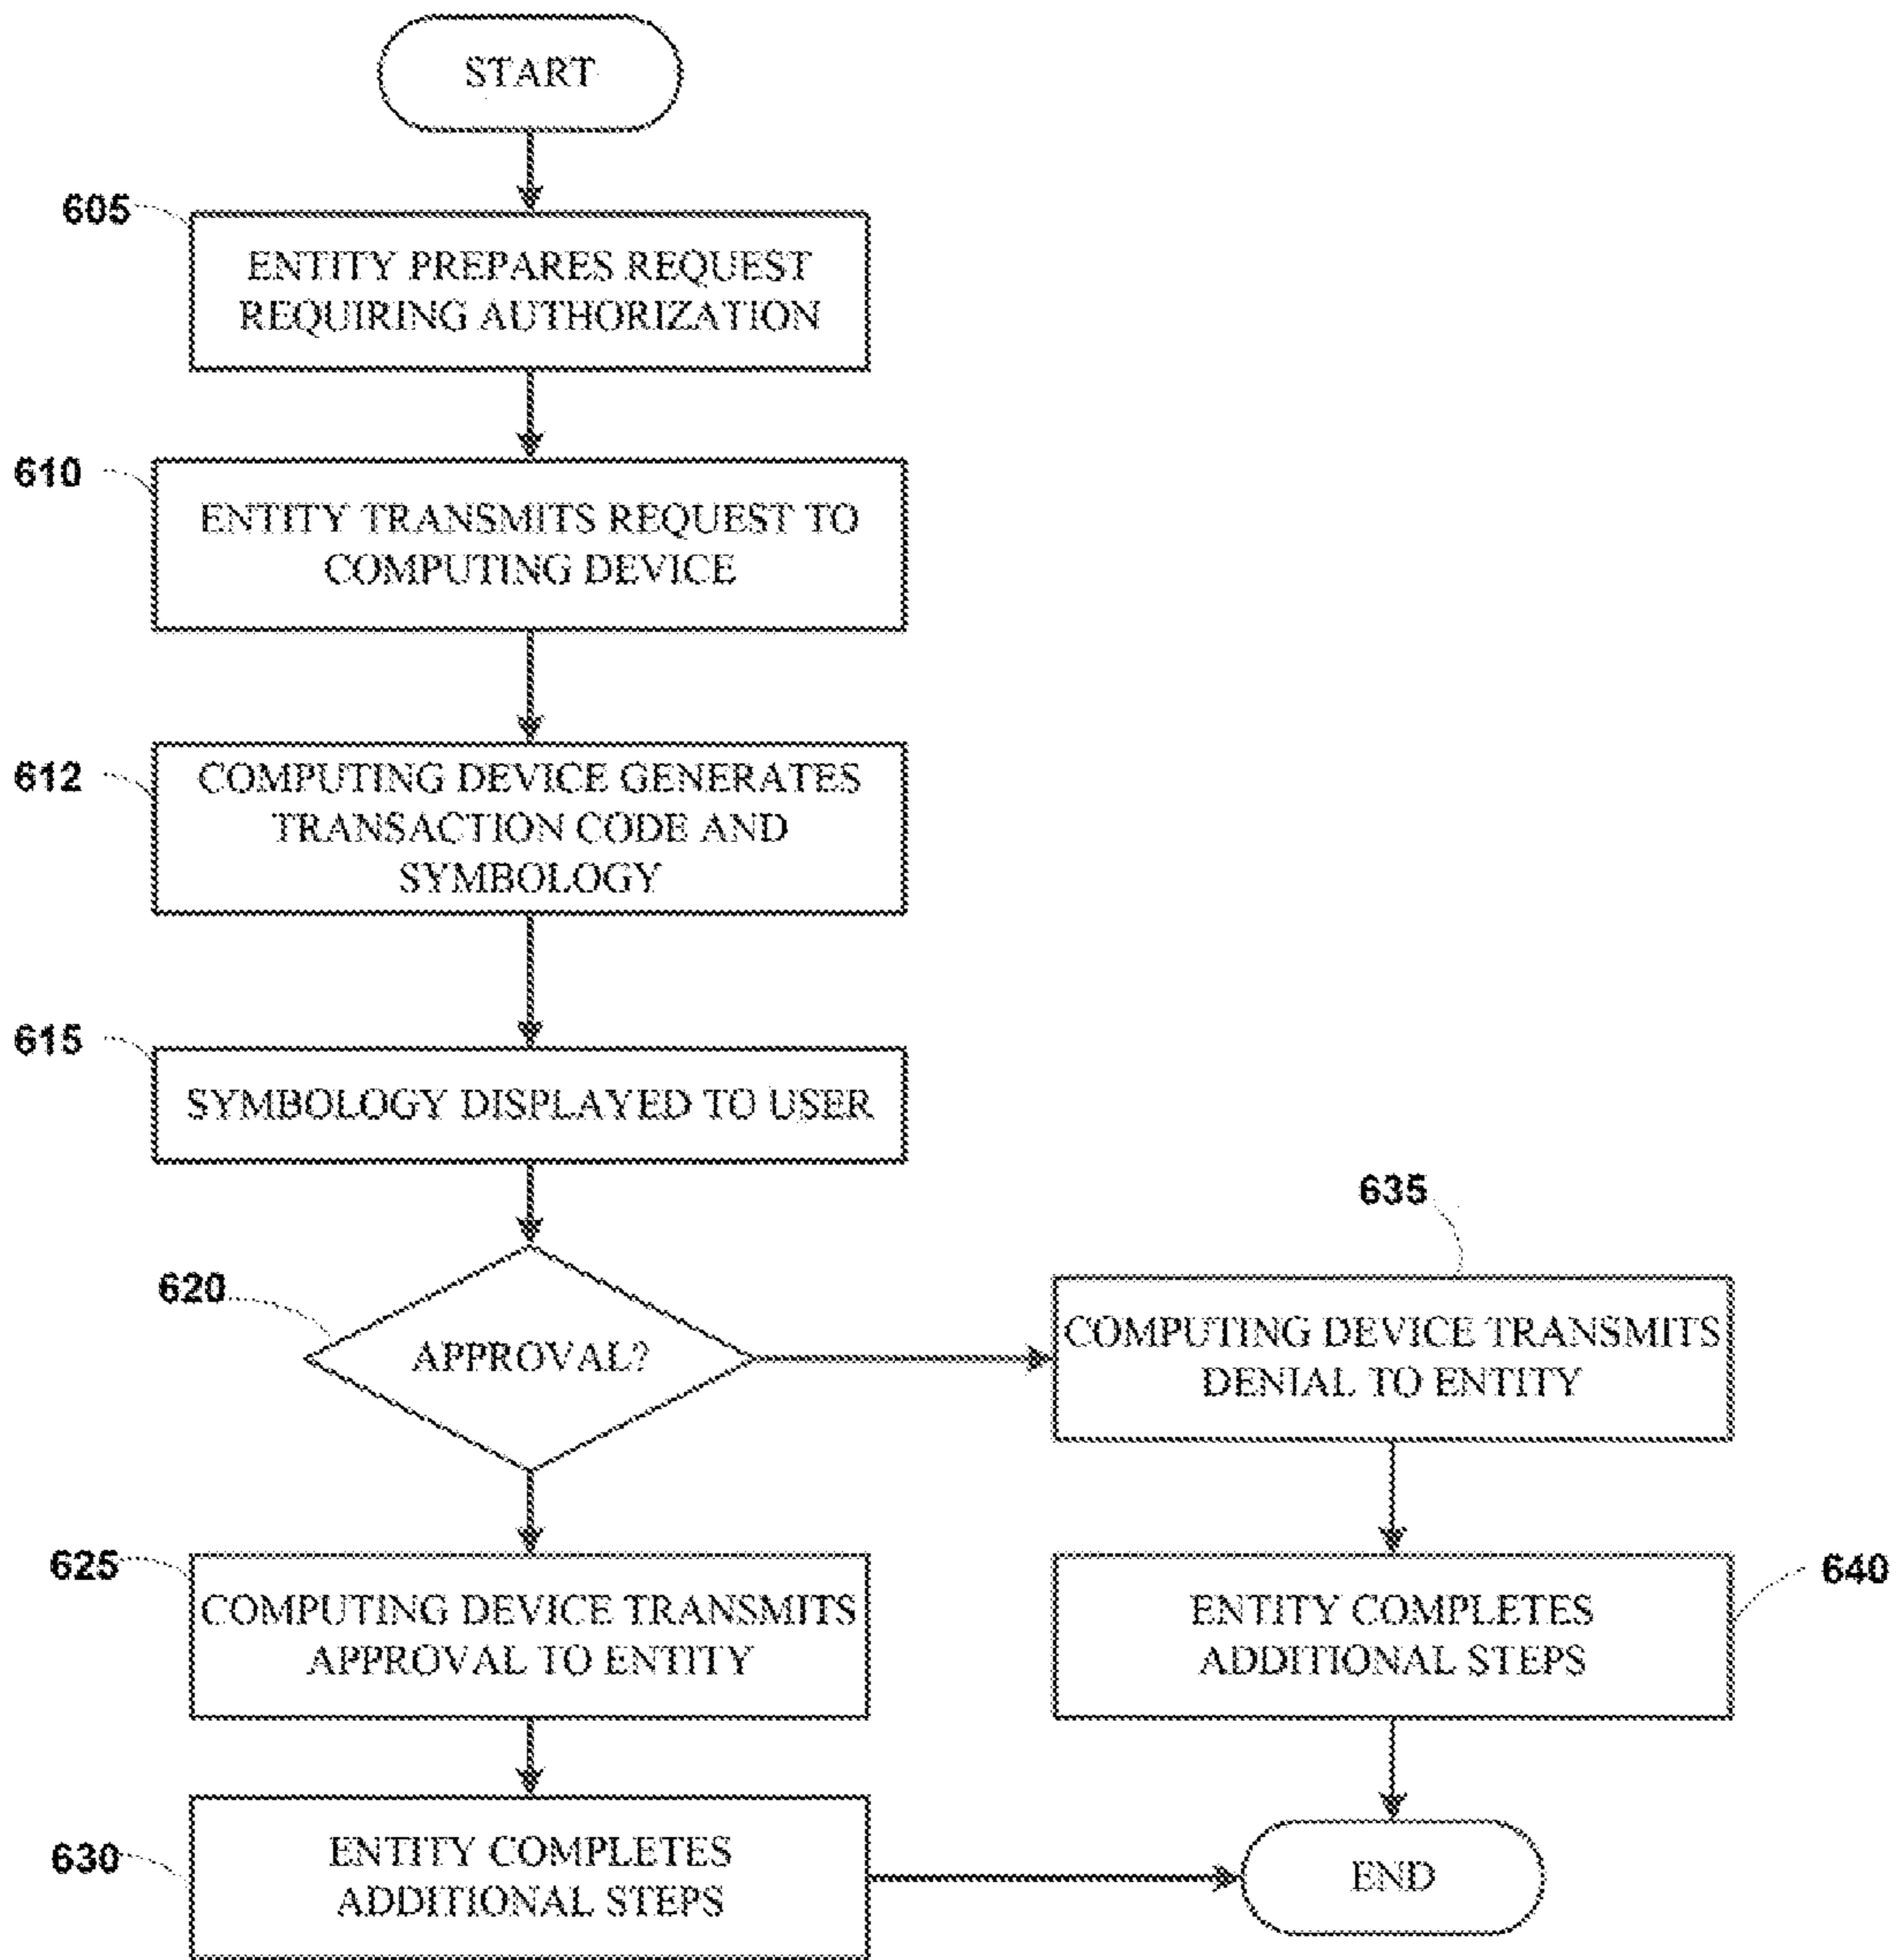 START
605
ENTITY PREPARES REQUEST
REQUIRING AUTHORIZATION
610
ENTITY TRANSMITS REQUEST TO
COMPUTING DEVICE
612
COMPUTING DEVICE GENERATES
TRANSACTION CODE AND
SYMBOLOGY
615
SYMBOLOGY DISPLAYED TO USER
620
APPROVAL?
635
COMPUTING DEVICE TRANSMITS
DENIAL TO ENTITY
625
COMPUTING DEVICE TRANSMITS
APPROVAL TO ENTITY
640
ENTITY COMPLETES
ADDITIONAL STEPS
630
ENTITY COMPLETES
ADDITIONAL STEPS
END